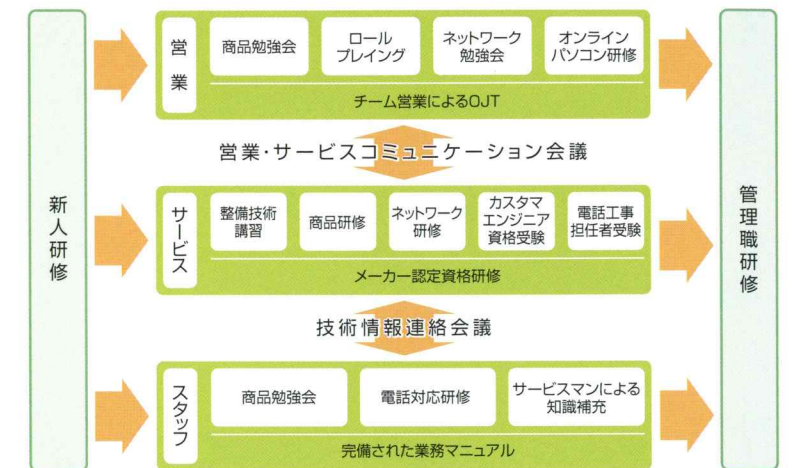 新人研修
営業
商品勉強会
ロール
プレイング
ネットワーク
勉強会
オンライン
パソコン研修
チーム営業によるOJT
営業・サービスコミュニケーション会議
サービス
整備技術
講習
商品研修
ネットワーク
研修
カスタマ
エンジニア
資格受験
電話工事
担任者受験
メーカー認定資格研修
技術情報連絡会議
スタッフ
商品勉強会
電話対応研修
サービスマンによる
知識補充
完備された業務マニュアル
管理職研修